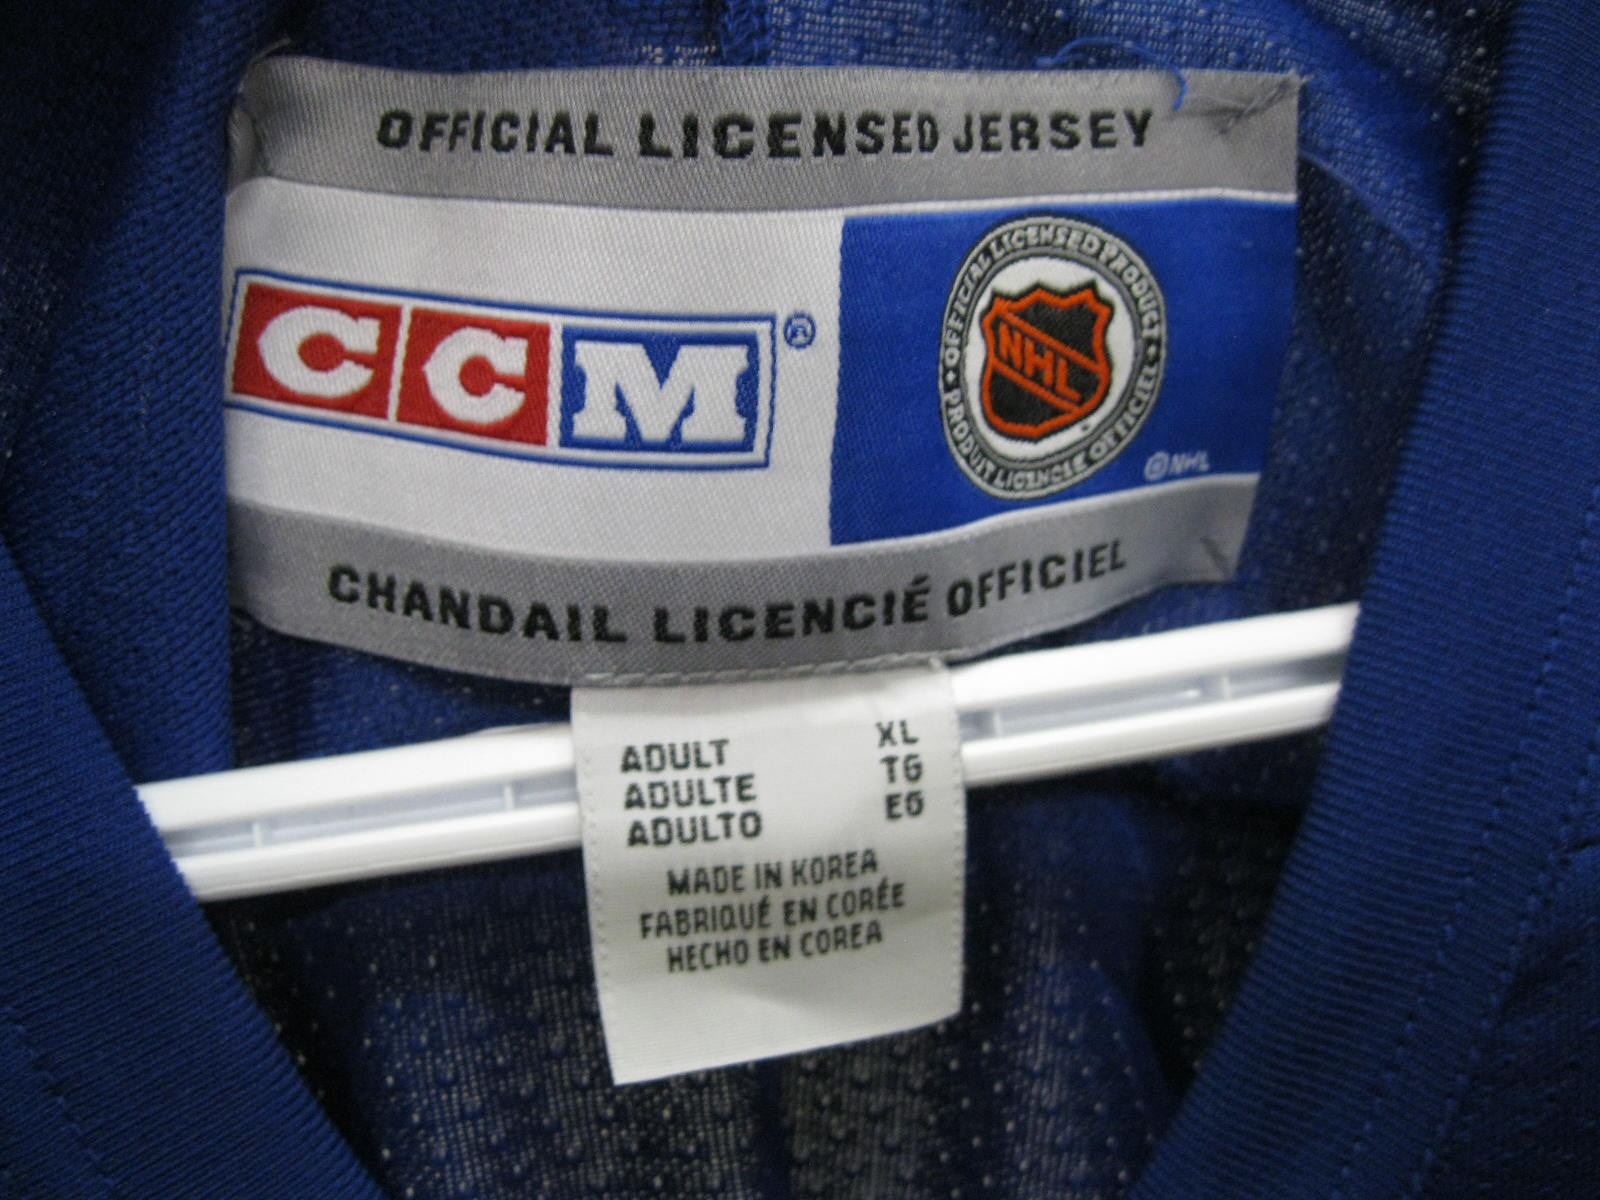 OFFICIAL LICENSED JERSEY
CCM®
• OFFICIAL LICENSED PRODUCT •
NHL
PRODUIT LICENCIÉ OFFICIEL
©NHL
CHANDAIL LICENCIÉ OFFICIEL
ADULT XL
ADULTE TG
ADULTO EG
MADE IN KOREA
FABRIQUÉ EN CORÉE
HECHO EN COREA